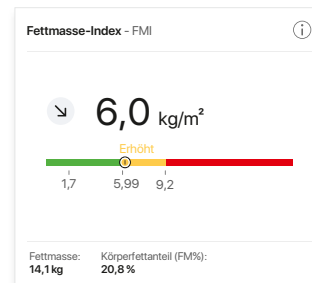 Fettmasse-Index - FMI
6,0 kg/m²
Erhöht
1,7 5,99 9,2
Fettmasse: Körperfettanteil (FM%):
14,1 kg 20,8 %